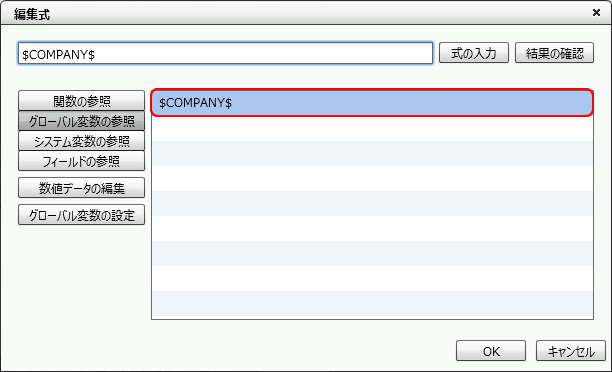 編集式
×
$COMPANY$
式の入力
結果の確認
関数の参照
グローバル変数の参照
システム変数の参照
フィールドの参照
数値データの編集
グローバル変数の設定
$COMPANY$
OK
キャンセル